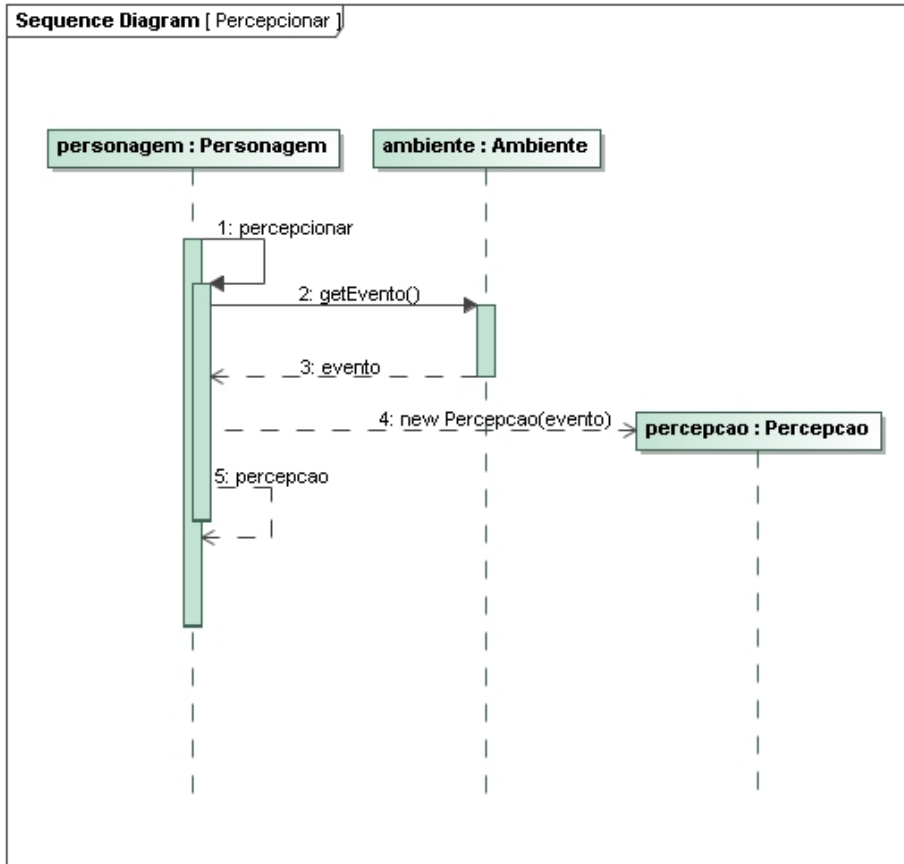 Sequence Diagram [ Percepcionar ]
personagem : Personagem
ambiente : Ambiente
1: percepcionar
2: getEvento()
3: evento
4: new Percepcao(evento)
percepcao : Percepcao
5: percepcao